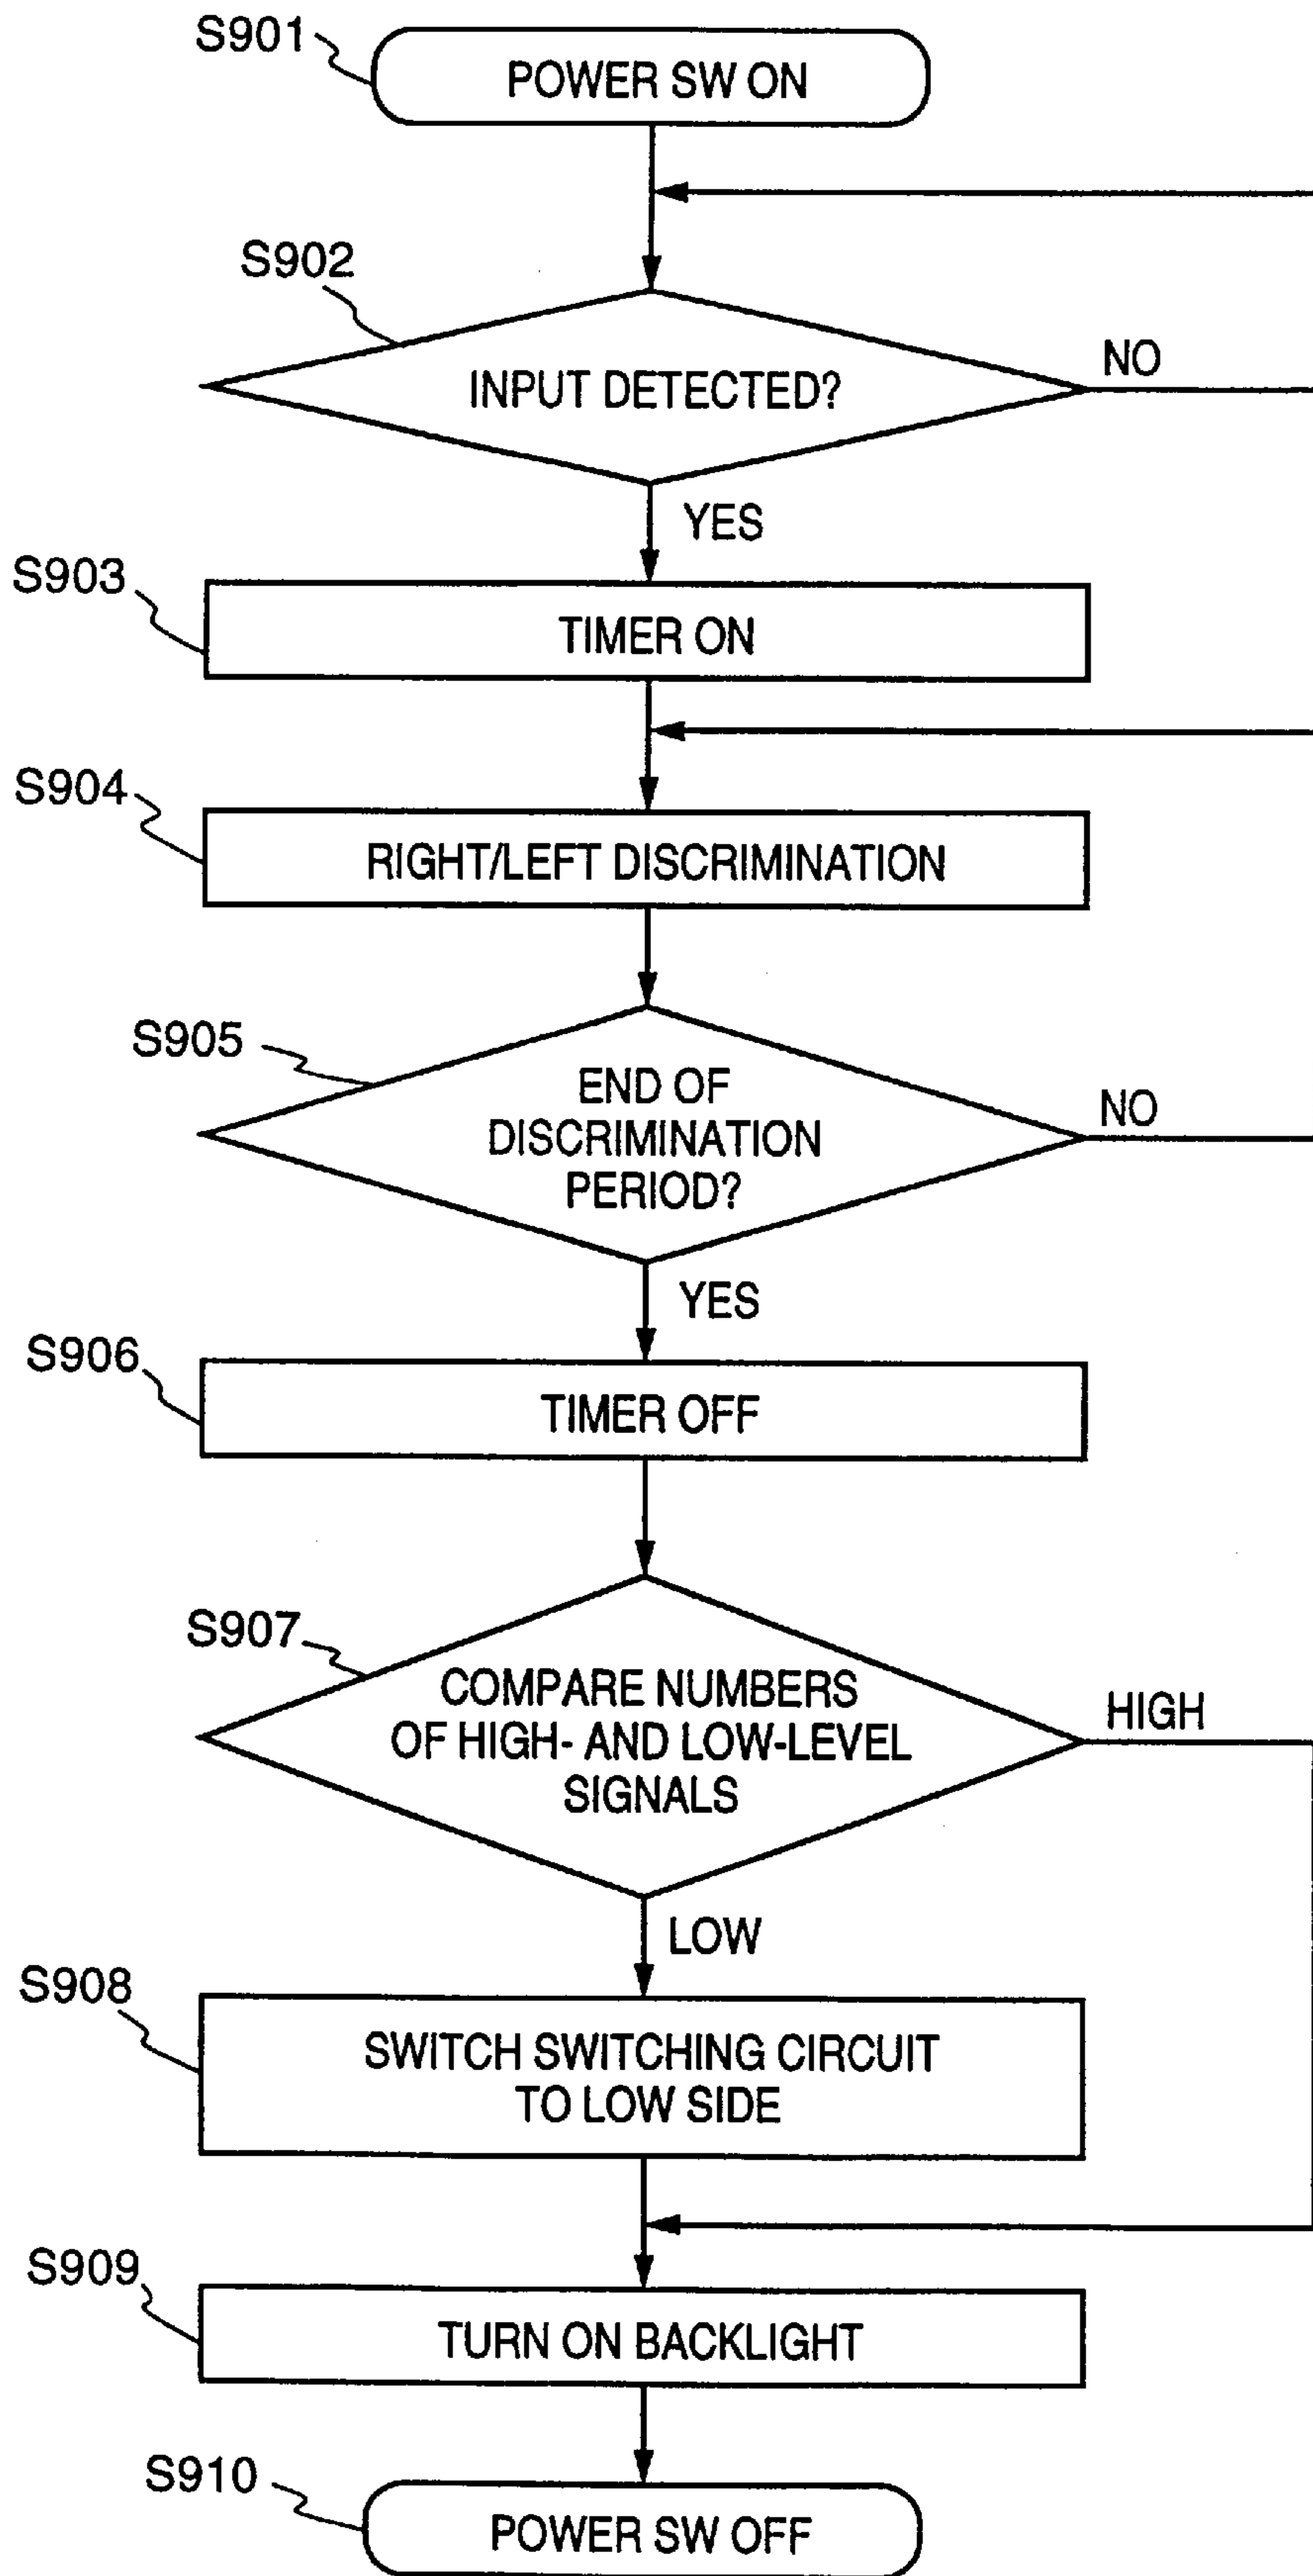 S901
POWER SW ON
S902
INPUT DETECTED?
NO
YES
S903
TIMER ON
S904
RIGHT/LEFT DISCRIMINATION
S905
END OF
DISCRIMINATION
PERIOD?
NO
YES
S906
TIMER OFF
S907
COMPARE NUMBERS
OF HIGH- AND LOW-LEVEL
SIGNALS
HIGH
LOW
S908
SWITCH SWITCHING CIRCUIT
TO LOW SIDE
S909
TURN ON BACKLIGHT
S910
POWER SW OFF